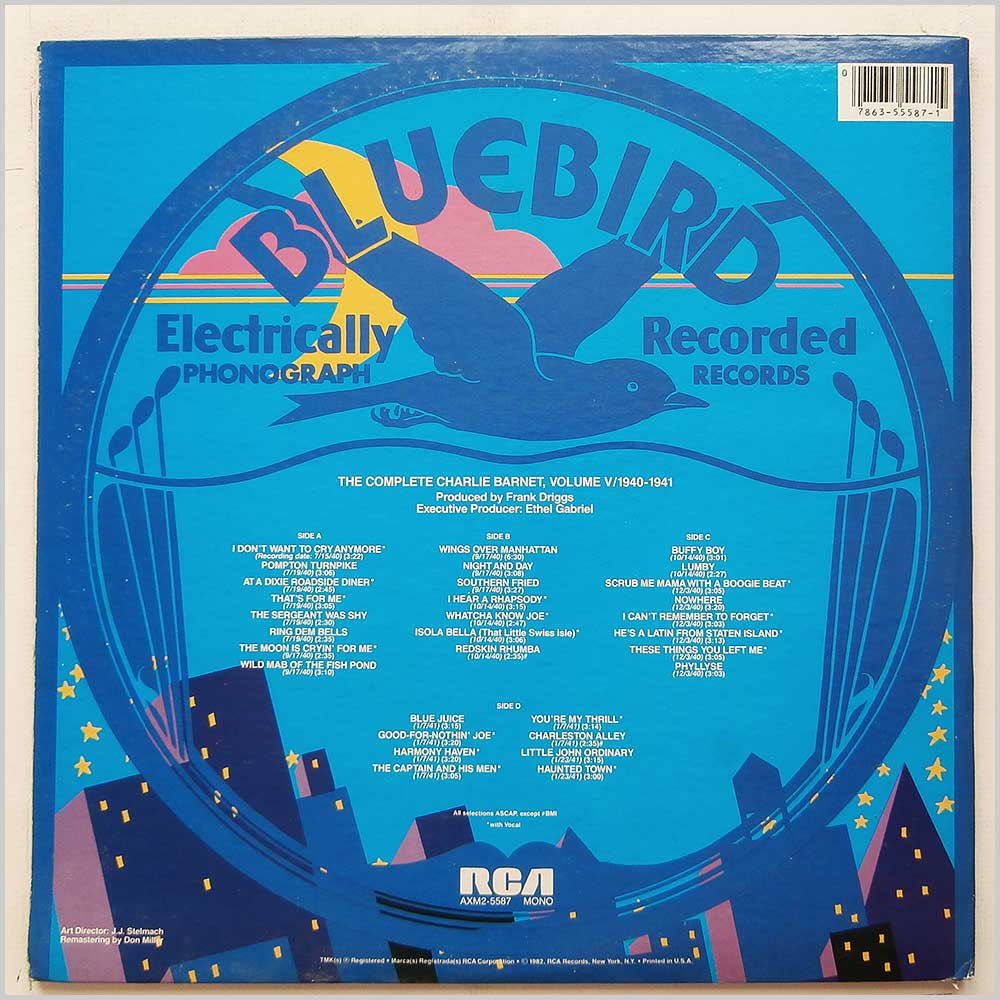 0
7863-55587-1
BLUEBIRD
Electrically Recorded
PHONOGRAPH RECORDS
THE COMPLETE CHARLIE BARNET, VOLUME V/1940-1941
Produced by Frank Driggs
Executive Producer: Ethel Gabriel
SIDE A
I DON'T WANT TO CRY ANYMORE*
(Recording date: 7/15/40) (3:22)
POMPTON TURNPIKE
(7/19/40) (3:06)
AT A DIXIE ROADSIDE DINER*
(7/19/40) (2:45)
THAT'S FOR ME*
(7/19/40) (3:05)
THE SERGEANT WAS SHY
(7/19/40) (2:30)
RING DEM BELLS
(7/19/40) (2:35)
THE MOON IS CRYIN' FOR ME*
(9/17/40) (2:35)
WILD MAB OF THE FISH POND
(9/17/40) (3:10)
SIDE B
WINGS OVER MANHATTAN
(9/17/40) (6:30)
NIGHT AND DAY
(9/17/40) (3:08)
SOUTHERN FRIED
(9/17/40) (3:27)
I HEAR A RHAPSODY*
(10/14/40) (3:15)
WHATCHA KNOW JOE*
(10/14/40) (2:47)
ISOLA BELLA (That Little Swiss Isle)*
(10/14/40) (3:06)
REDSKIN RHUMBA
(10/14/40) (2:35)#
SIDE C
BUFFY BOY
(10/14/40) (3:01)
LUMBY
(10/14/40) (2:27)
SCRUB ME MAMA WITH A BOOGIE BEAT*
(12/3/40) (3:05)
NOWHERE
(12/3/40) (3:20)
I CAN'T REMEMBER TO FORGET*
(12/3/40) (3:03)
HE'S A LATIN FROM STATEN ISLAND*
(12/3/40) (3:13)
THESE THINGS YOU LEFT ME*
(12/3/40) (3:05)
PHYLLYSE
(12/3/40) (3:03)
SIDE D
BLUE JUICE
(1/7/41) (3:15)
GOOD-FOR-NOTHIN' JOE*
(1/7/41) (3:20)
HARMONY HAVEN*
(1/7/41) (3:20)
THE CAPTAIN AND HIS MEN*
(1/7/41) (3:05)
YOU'RE MY THRILL*
(1/7/41) (3:14)
CHARLESTON ALLEY
(1/7/41) (2:35)#
LITTLE JOHN ORDINARY
(1/23/41) (3:15)
HAUNTED TOWN*
(1/23/41) (3:00)
All selections ASCAP, except #BMI
*with Vocal
RCA
AXM2-5587 MONO
Art Director: J.J. Stelmach
Remastering by Don Miller
TMK(s) ® Registered • Marca(s) Registrada(s) RCA Corporation • © 1982, RCA Records, New York, N.Y. • Printed in U.S.A.